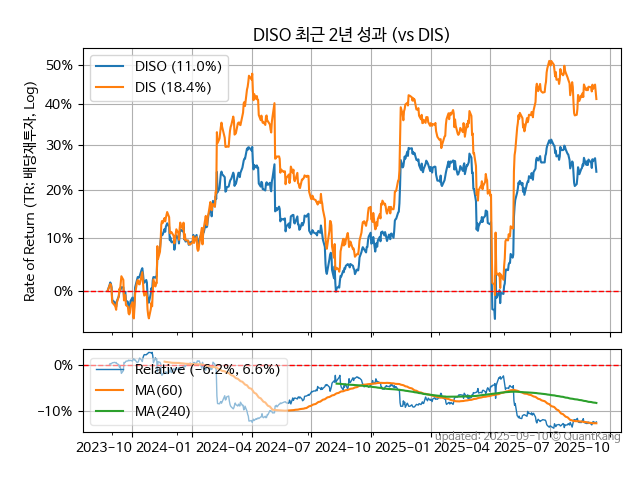 DISO 최근 2년 성과 (vs DIS)
Rate of Return (TR: 배당재투자, Log)
50%
40%
30%
20%
10%
0%
DISO (11.0%)
DIS (18.4%)
0%
−10%
Relative (−6.2%, 6.6%)
MA(60)
MA(240)
updated: 2025-09-10 © QuantKang
2023-10 2024-01 2024-04 2024-07 2024-10 2025-01 2025-04 2025-07 2025-10